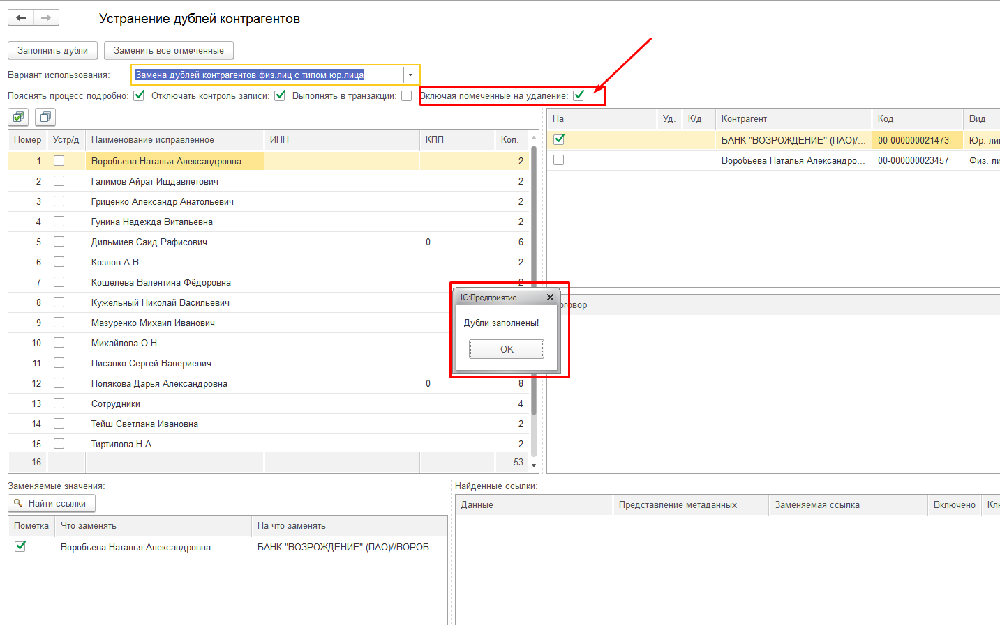 Устранение дублей контрагентов
Заполнить дубли Заменить все отмеченные
Вариант использования: Замена дублей контрагентов физ.лиц с типом юр.лица
Пояснять процесс подробно: Отключать контроль записи: Выполнять в транзакции: Включая помеченные на удаление:
Номер Устр/д Наименование исправленное ИНН КПП Кол.
1 Воробьева Наталья Александровна 2
2 Галимов Айрат Ишдавлетович 2
3 Гриценко Александр Анатольевич 2
4 Гунина Надежда Витальевна 2
5 Дильмиев Саид Рафисович 0 6
6 Козлов А В 2
7 Кошелева Валентина Фёдоровна 2
8 Кужельный Николай Васильевич
9 Мазуренко Михаил Иванович
10 Михайлова О Н
11 Писанко Сергей Валериевич
12 Полякова Дарья Александровна 0 8
13 Сотрудники 4
14 Тейш Светлана Ивановна 2
15 Тиртилова Н А 2
16 53
На Уд. К/д Контрагент Код Вид
БАНК "ВОЗРОЖДЕНИЕ" (ПАО)/... 00-000000021473 Юр. ли
Воробьева Наталья Александро... 00-000000023457 Физ. ли
оговор
1С:Предприятие
Дубли заполнены!
OK
Заменяемые значения:
Найти ссылки
Пометка Что заменять На что заменять
Воробьева Наталья Александровна БАНК "ВОЗРОЖДЕНИЕ" (ПАО)//ВОРОБ...
Найденные ссылки:
Данные Представление метаданных Заменяемая ссылка Включено Клю